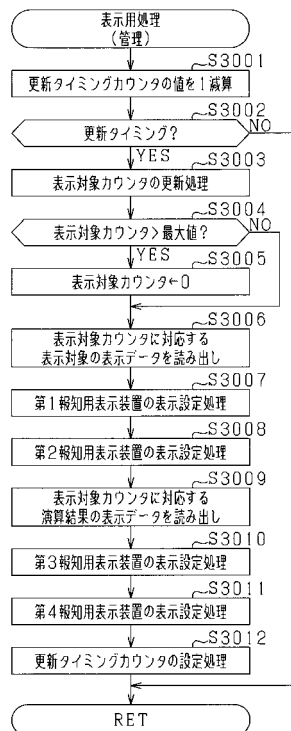 表示用処理
(管理)
S3001
更新タイミングカウンタの値を1減算
S3002
更新タイミング?
NO
YES
S3003
表示対象カウンタの更新処理
S3004
表示対象カウンタ>最大値?
NO
YES
S3005
表示対象カウンタ←0
S3006
表示対象カウンタに対応する
表示対象の表示データを読み出し
S3007
第1報知用表示装置の表示設定処理
S3008
第2報知用表示装置の表示設定処理
S3009
表示対象カウンタに対応する
演算結果の表示データを読み出し
S3010
第3報知用表示装置の表示設定処理
S3011
第4報知用表示装置の表示設定処理
S3012
更新タイミングカウンタの設定処理
RET